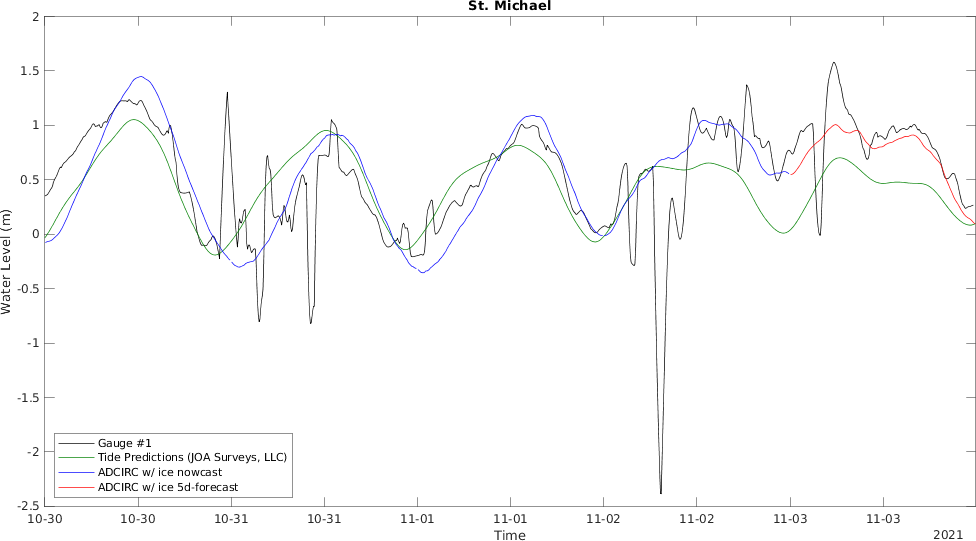 St. Michael
2
1.5
1
0.5
0
-0.5
-1
-1.5
-2
-2.5
Water Level (m)
Gauge #1
Tide Predictions (JOA Surveys, LLC)
ADCIRC w/ ice nowcast
ADCIRC w/ ice 5d-forecast
10-30 10-30 10-31 10-31 11-01 11-01 11-02 11-02 11-03 11-03
Time
2021